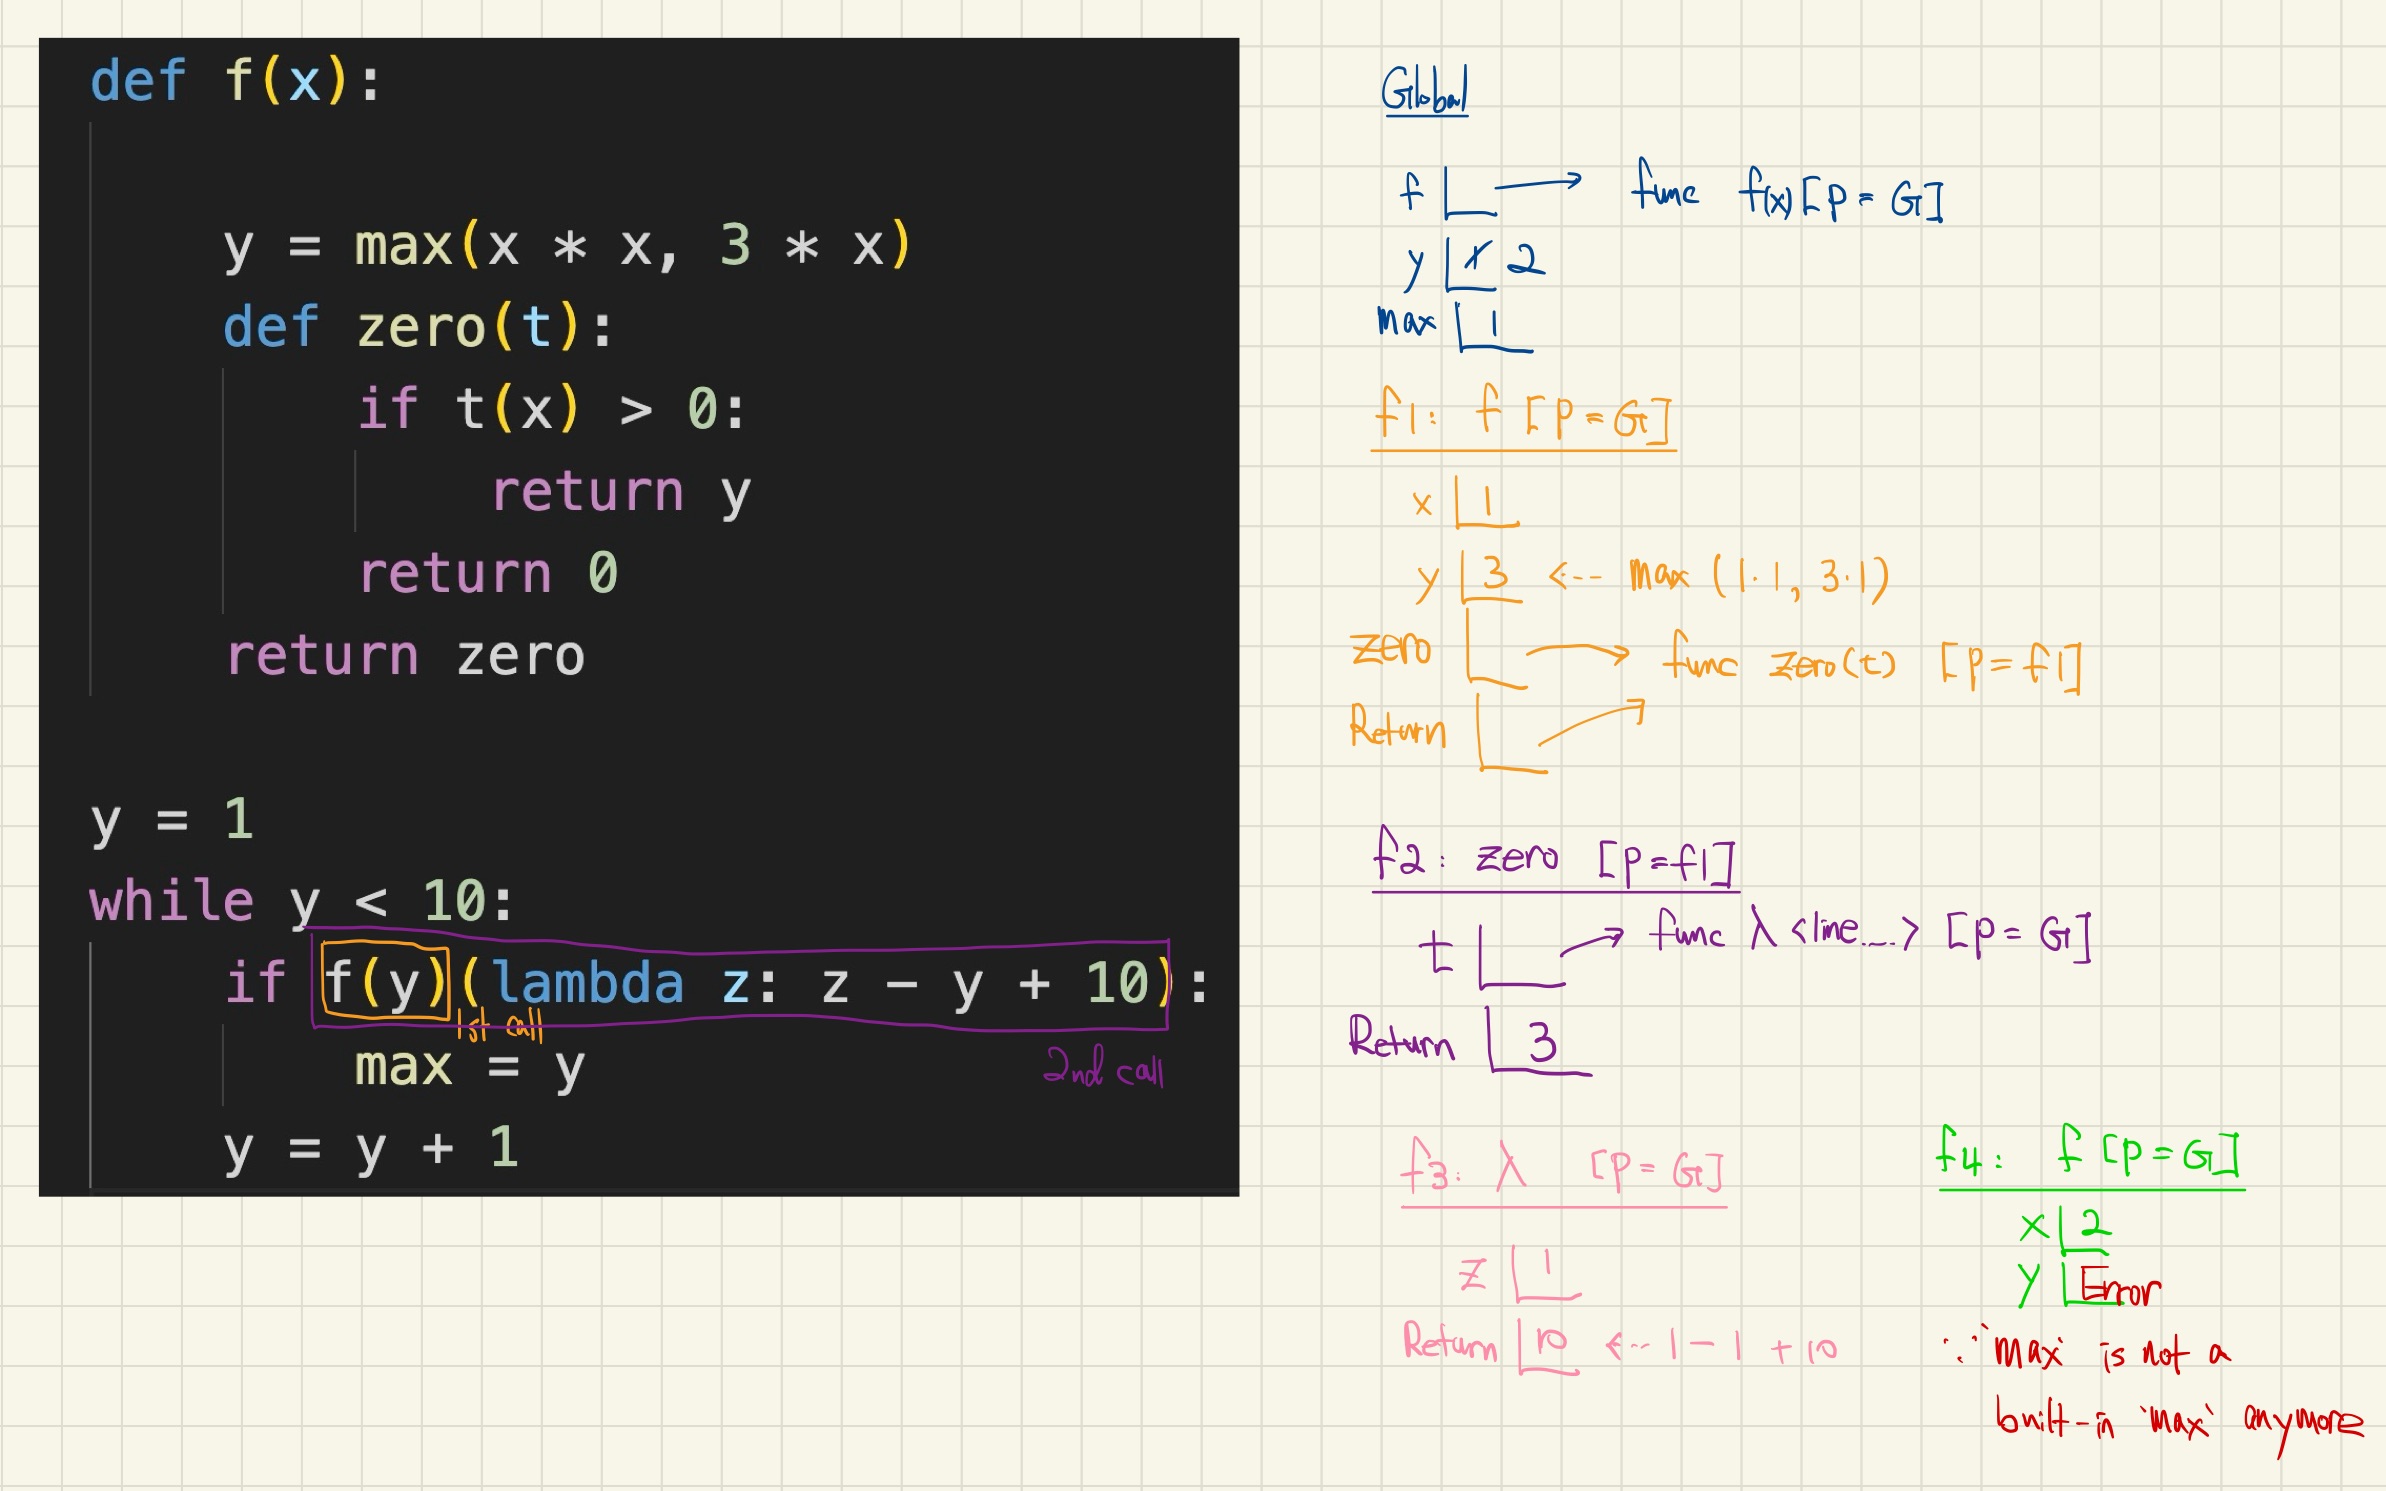 def f(x):
y = max(x * x, 3 * x)
def zero(t):
if t(x) > 0:
return y
return 0
return zero
y = 1
while y < 10:
if f(y)(lambda z: z - y + 10):
1st call
max = y
2nd call
y = y + 1
Global
f func f(x) [P = G]
y 1 2
max 1
f1: f [P = G]
x 1
y 3 <-- max (1·1, 3·1)
zero func zero(t) [P = f1]
Return
f2: zero [P = f1]
t func λ <line...> [P = G]
Return 3
f3: λ [P = G]
z 1
Return 10 <-- 1 - 1 + 10
f4: f [P = G]
x 2
y Error
∵ `max` is not a
built-in `max` anymore